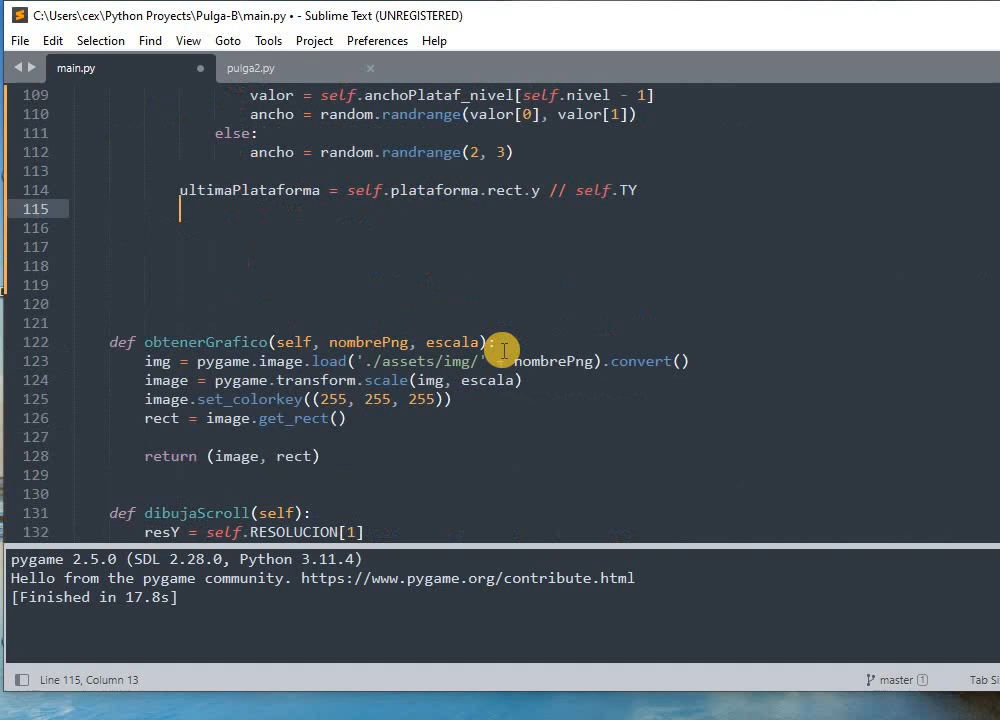 C:\Users\cex\Python Proyects\Pulga-B\main.py • - Sublime Text (UNREGISTERED)
File Edit Selection Find View Goto Tools Project Preferences Help
main.py pulga2.py
109 valor = self.anchoPlataf_nivel[self.nivel - 1]
110 ancho = random.randrange(valor[0], valor[1])
111 else:
112 ancho = random.randrange(2, 3)
113
114 ultimaPlataforma = self.plataforma.rect.y // self.TY
115
116
117
118
119
120
121
122 def obtenerGrafico(self, nombrePng, escala):
123 img = pygame.image.load('./assets/img/' + nombrePng).convert()
124 image = pygame.transform.scale(img, escala)
125 image.set_colorkey((255, 255, 255))
126 rect = image.get_rect()
127
128 return (image, rect)
129
130
131 def dibujaScroll(self):
132 resY = self.RESOLUCION[1]
pygame 2.5.0 (SDL 2.28.0, Python 3.11.4)
Hello from the pygame community. https://www.pygame.org/contribute.html
[Finished in 17.8s]
Line 115, Column 13 master 1 Tab Si